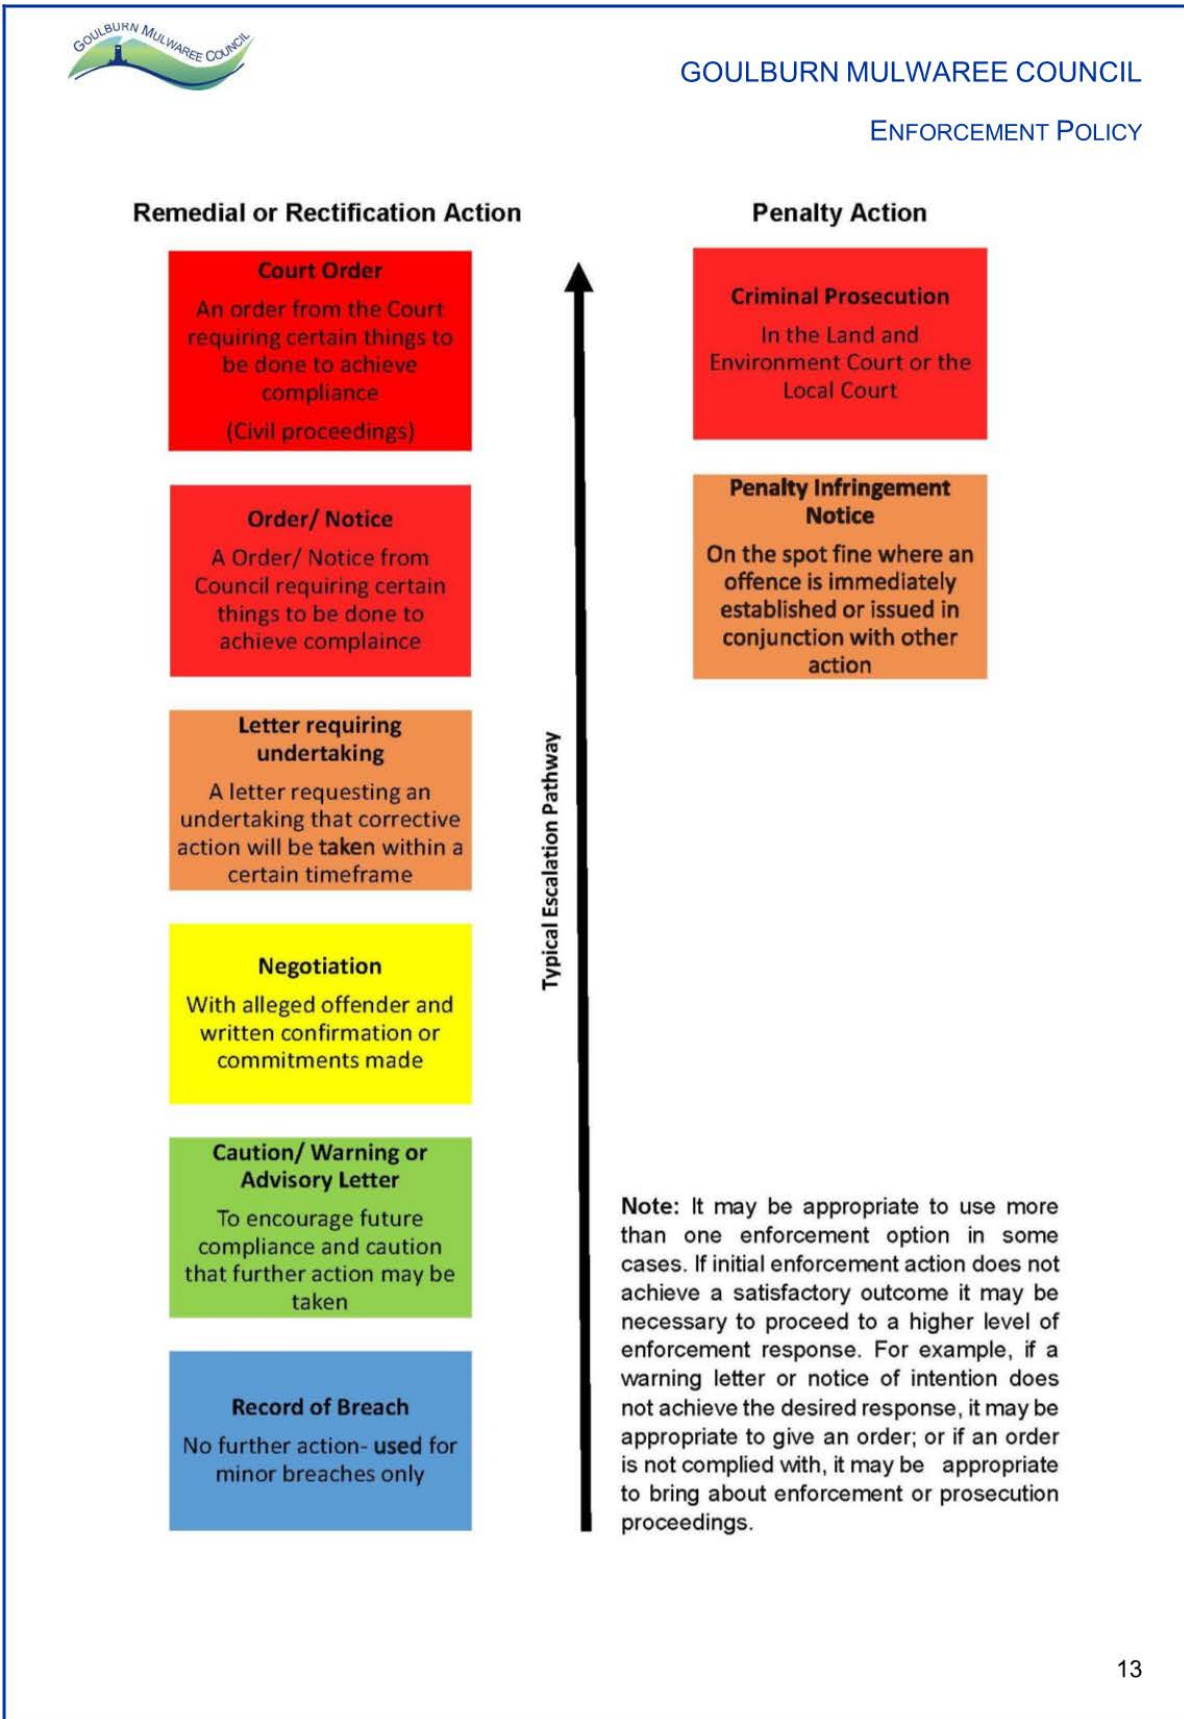 GOULBURN MULWAREE COUNCIL
GOULBURN MULWAREE COUNCIL
ENFORCEMENT POLICY
Remedial or Rectification Action
Court Order
An order from the Court
requiring certain things to
be done to achieve
compliance
(Civil proceedings)
Order/ Notice
A Order/ Notice from
Council requiring certain
things to be done to
achieve complaince
Letter requiring
undertaking
A letter requesting an
undertaking that corrective
action will be taken within a
certain timeframe
Negotiation
With alleged offender and
written confirmation or
commitments made
Caution/ Warning or
Advisory Letter
To encourage future
compliance and caution
that further action may be
taken
Record of Breach
No further action- used for
minor breaches only
Typical Escalation Pathway
Penalty Action
Criminal Prosecution
In the Land and
Environment Court or the
Local Court
Penalty Infringement
Notice
On the spot fine where an
offence is immediately
established or issued in
conjunction with other
action
Note: It may be appropriate to use more
than one enforcement option in some
cases. If initial enforcement action does not
achieve a satisfactory outcome it may be
necessary to proceed to a higher level of
enforcement response. For example, if a
warning letter or notice of intention does
not achieve the desired response, it may be
appropriate to give an order; or if an order
is not complied with, it may be appropriate
to bring about enforcement or prosecution
proceedings.
13